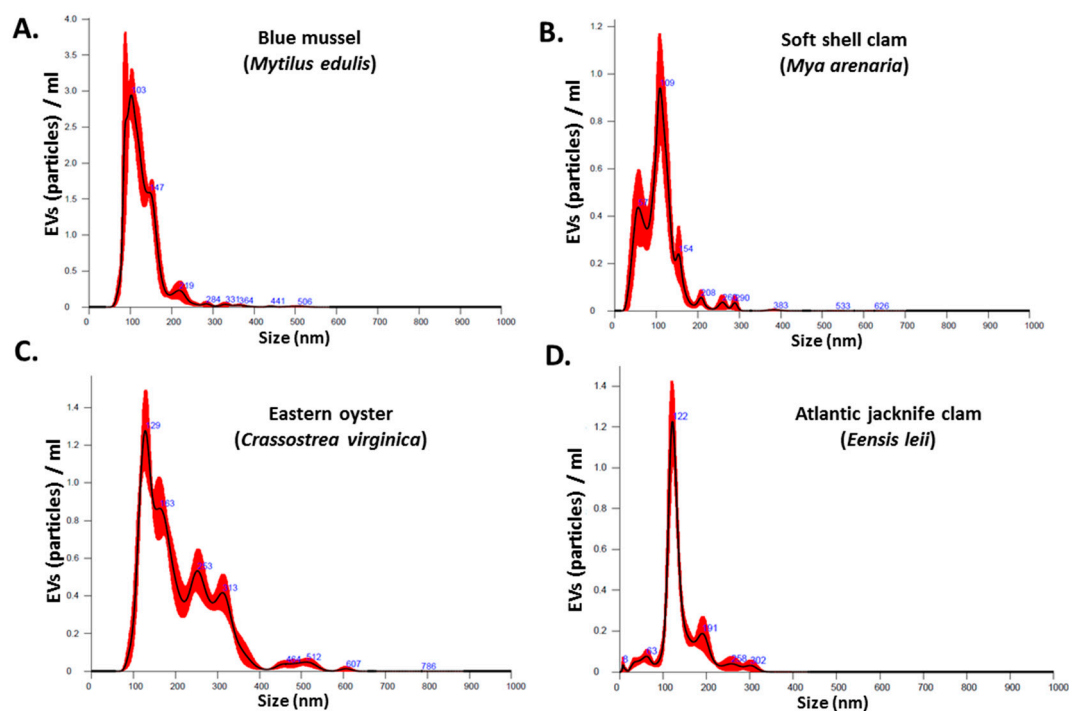 A.
Blue mussel
(Mytilus edulis)
EVs (particles) / ml
4.0
3.5
3.0
2.5
2.0
1.5
1.0
0.5
0
103
284
331
364
441
506
0 100 200 300 400 500 600 700 800 900 1000
Size (nm)
B.
Soft shell clam
(Mya arenaria)
EVs (particles) / ml
1.2
1.0
0.8
0.6
0.4
0.2
0
109
154
208
290
383
533
626
0 100 200 300 400 500 600 700 800 900 1000
Size (nm)
C.
Eastern oyster
(Crassostrea virginica)
EVs (particles) / ml
1.4
1.2
1.0
0.8
0.6
0.4
0.2
0
129
163
253
313
464
512
607
786
0 100 200 300 400 500 600 700 800 900 1000
Size (nm)
D.
Atlantic jacknife clam
(Eensis leii)
EVs (particles) / ml
1.4
1.2
1.0
0.8
0.6
0.4
0.2
0
63
122
191
258
302
0 100 200 300 400 500 600 700 800 900 1000
Size (nm)